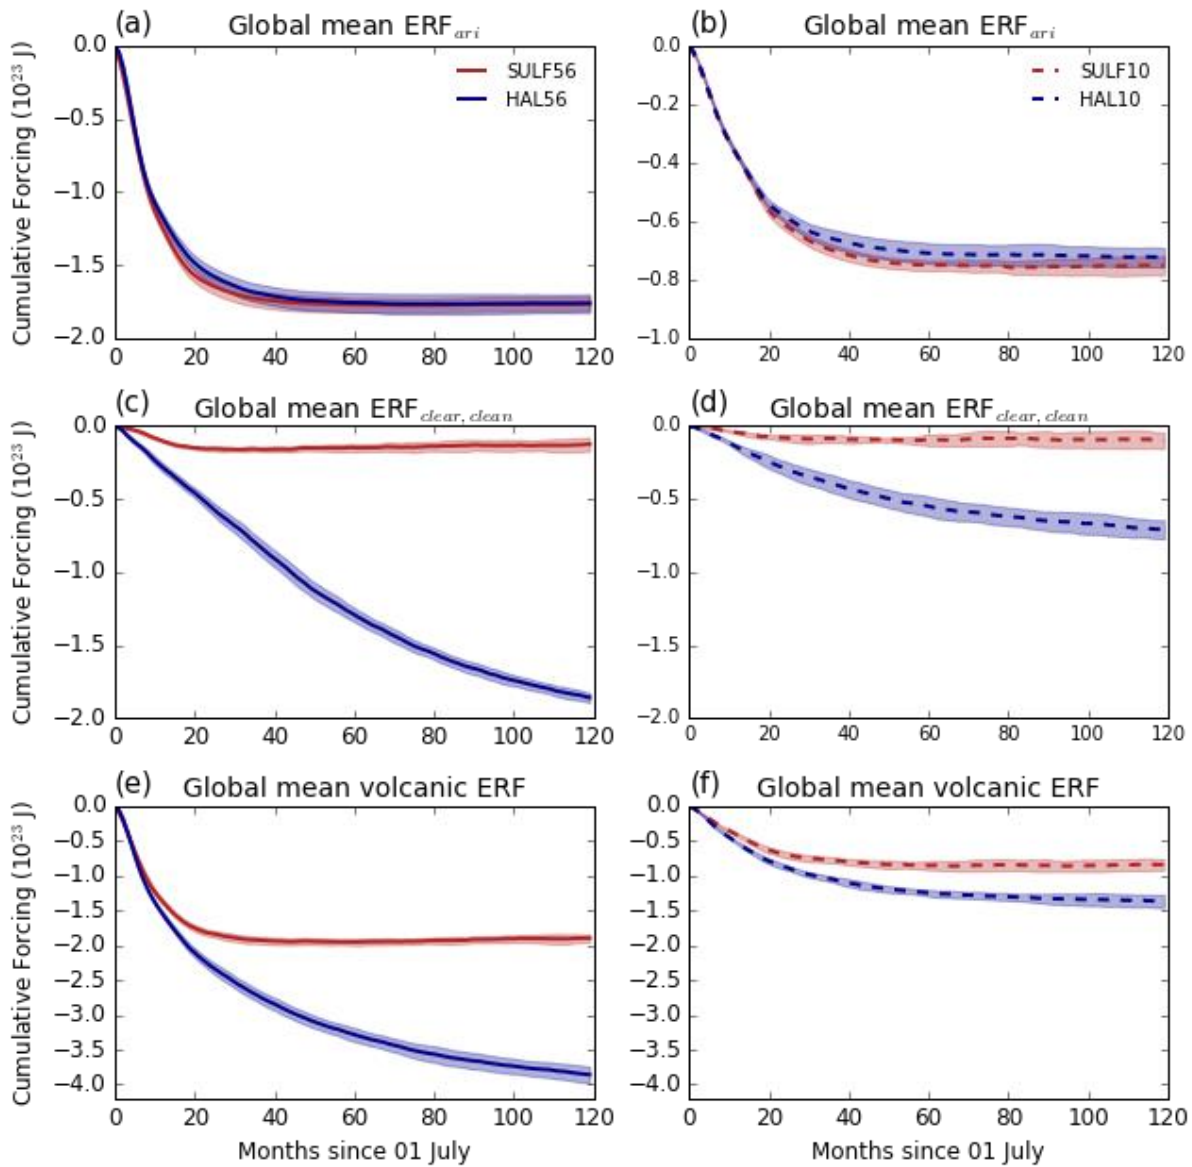 (a) Global mean ERF_ari
Cumulative Forcing (10^23 J)
0.0
−0.5
−1.0
−1.5
−2.0
SULF56
HAL56
0 20 40 60 80 100 120
(b) Global mean ERF_ari
0.0
−0.2
−0.4
−0.6
−0.8
−1.0
SULF10
HAL10
0 20 40 60 80 100 120
(c) Global mean ERF_clear, clean
Cumulative Forcing (10^23 J)
0.0
−0.5
−1.0
−1.5
−2.0
0 20 40 60 80 100 120
(d) Global mean ERF_clear, clean
0.0
−0.5
−1.0
−1.5
−2.0
0 20 40 60 80 100 120
(e) Global mean volcanic ERF
Cumulative Forcing (10^23 J)
0.0
−0.5
−1.0
−1.5
−2.0
−2.5
−3.0
−3.5
−4.0
0 20 40 60 80 100 120
Months since 01 July
(f) Global mean volcanic ERF
0.0
−0.5
−1.0
−1.5
−2.0
−2.5
−3.0
−3.5
−4.0
0 20 40 60 80 100 120
Months since 01 July